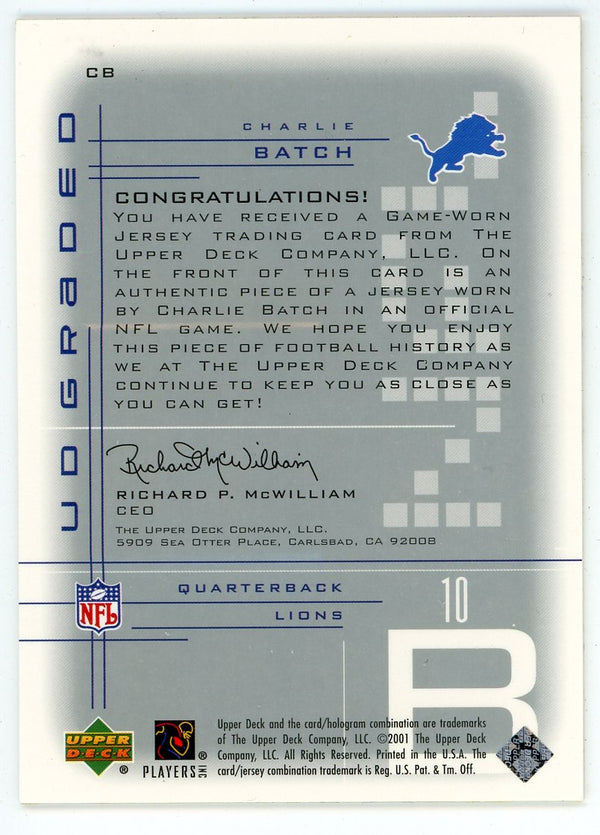 CB
CHARLIE
BATCH
UD GRADED
CONGRATULATIONS!
YOU HAVE RECEIVED A GAME-WORN
JERSEY TRADING CARD FROM THE
UPPER DECK COMPANY, LLC. ON
THE FRONT OF THIS CARD IS AN
AUTHENTIC PIECE OF A JERSEY WORN
BY CHARLIE BATCH IN AN OFFICIAL
NFL GAME. WE HOPE YOU ENJOY
THIS PIECE OF FOOTBALL HISTORY AS
WE AT THE UPPER DECK COMPANY
CONTINUE TO KEEP YOU AS CLOSE AS
YOU CAN GET!
Richard McWilliam
RICHARD P. MCWILLIAM
CEO
THE UPPER DECK COMPANY, LLC.
5909 SEA OTTER PLACE, CARLSBAD, CA 92008
QUARTERBACK
LIONS
10
B
NFL
UPPER
DECK
®
PLAYERS INC ®
Upper Deck and the card/hologram combination are trademarks
of The Upper Deck Company, LLC. ©2001 The Upper Deck
Company, LLC. All Rights Reserved. Printed in the U.S.A. The
card/jersey combination trademark is Reg. U.S. Pat. & Tm. Off.